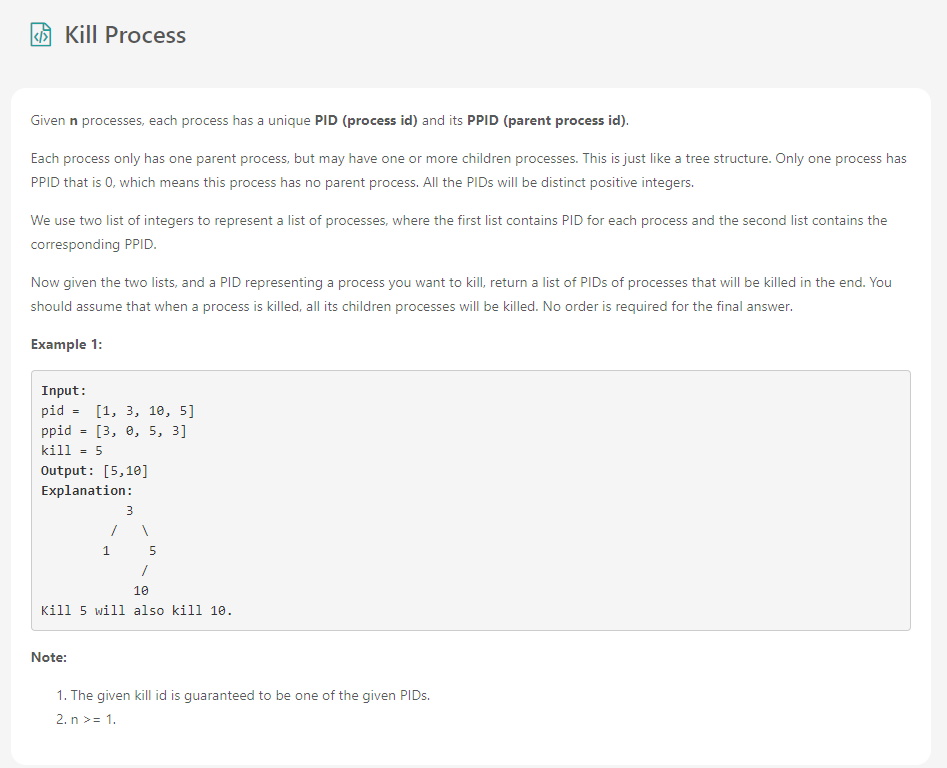 Kill Process
Given n processes, each process has a unique PID (process id) and its PPID (parent process id).
Each process only has one parent process, but may have one or more children processes. This is just like a tree structure. Only one process has
PPID that is 0, which means this process has no parent process. All the PIDs will be distinct positive integers.
We use two list of integers to represent a list of processes, where the first list contains PID for each process and the second list contains the
corresponding PPID.
Now given the two lists, and a PID representing a process you want to kill, return a list of PIDs of processes that will be killed in the end. You
should assume that when a process is killed, all its children processes will be killed. No order is required for the final answer.
Example 1:
Input:
pid =  [1, 3, 10, 5]
ppid = [3, 0, 5, 3]
kill = 5
Output: [5,10]
Explanation:
           3
         /   \
        1     5
             /
            10
Kill 5 will also kill 10.
Note:
1. The given kill id is guaranteed to be one of the given PIDs.
2. n >= 1.